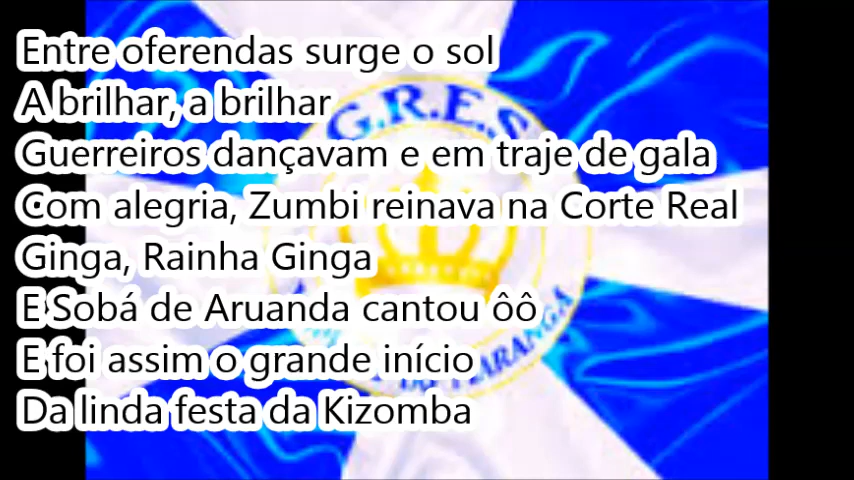 Entre oferendas surge o sol
A brilhar, a brilhar
G.R.E.S
Guerreiros dançavam e em traje de gala
Com alegria, Zumbi reinava na Corte Real
Ginga, Rainha Ginga
E Sobá de Aruanda cantou ôô
E foi assim o grande início
Da linda festa da Kizomba